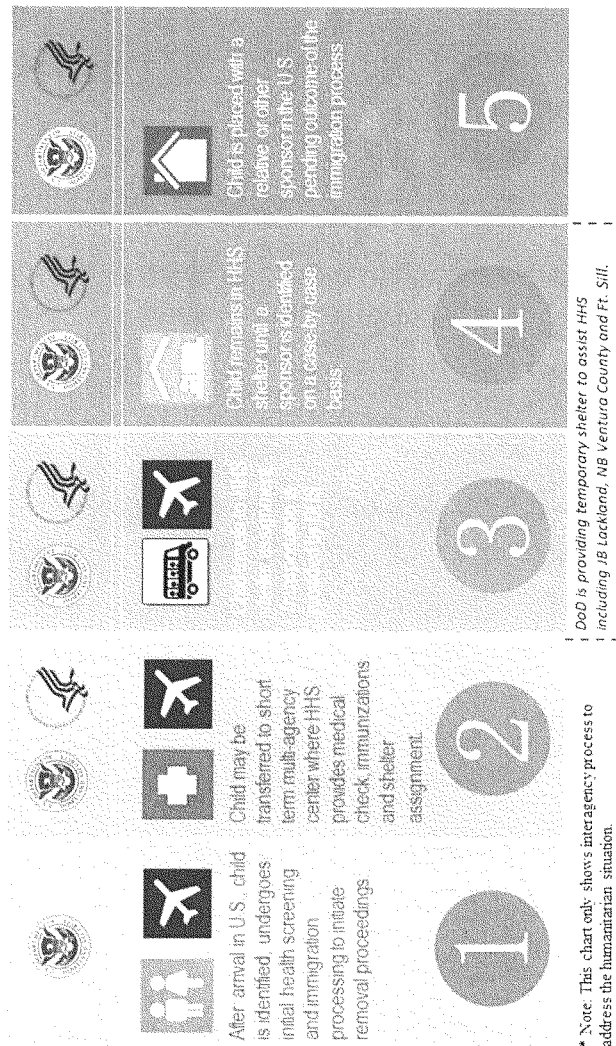 After arrival in U.S. child
is identified, undergoes
initial health screening
and immigration
processing to initiate
removal proceedings
1
Child may be
transferred to short
term multi-agency
center where HHS
provides medical
check, immunizations
and shelter
assignment.
2
3
Child remains in HHS
shelter until a
sponsor is identified
on a case by case
basis.
4
Child is placed with a
relative or other
sponsor in the U.S.
pending outcome of the
immigration process.
5
* Note: This chart only shows interagency process to
address the humanitarian situation.
DoD is providing temporary shelter to assist HHS
including JB Lackland, NB Ventura County and Ft. Sill.